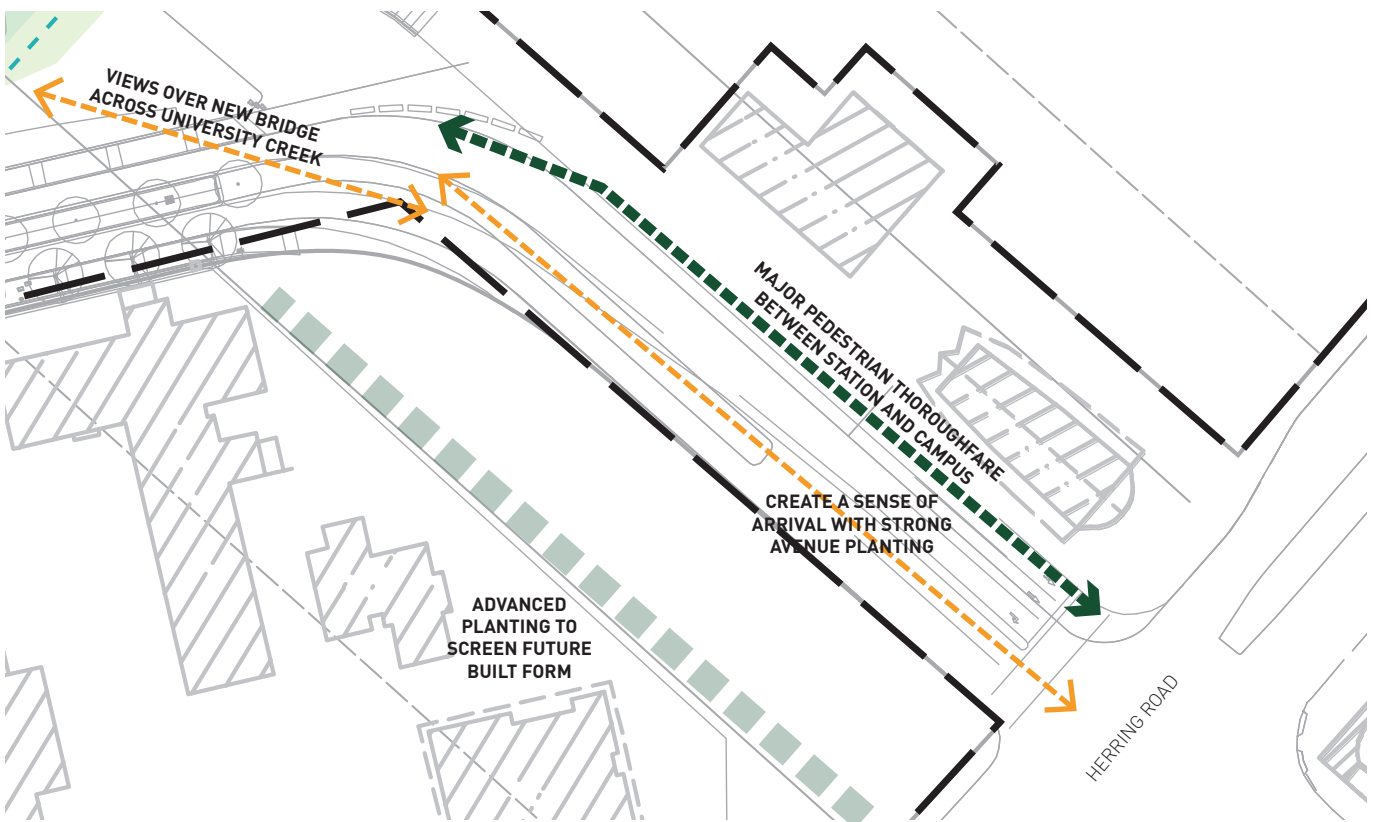 VIEWS OVER NEW BRIDGE
ACROSS UNIVERSITY CREEK
MAJOR PEDESTRIAN THOROUGHFARE
BETWEEN STATION AND CAMPUS
CREATE A SENSE OF
ARRIVAL WITH STRONG
AVENUE PLANTING
ADVANCED
PLANTING TO
SCREEN FUTURE
BUILT FORM
HERRING ROAD